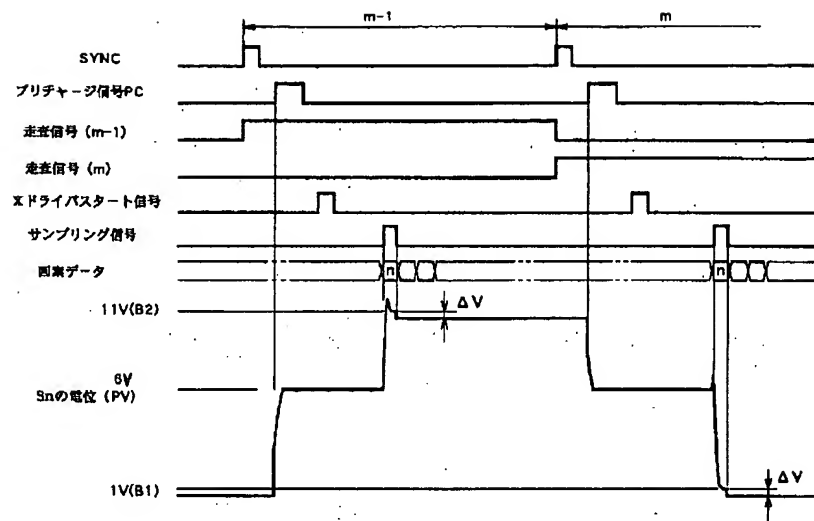 m-1
m
SYNC
プリチャージ信号PC
走査信号 (m-1)
走査信号 (m)
Xドライバスタート信号
サンプリング信号
画素データ
n
n
11V(B2)
ΔV
6V
Snの電位 (PV)
1V(B1)
ΔV